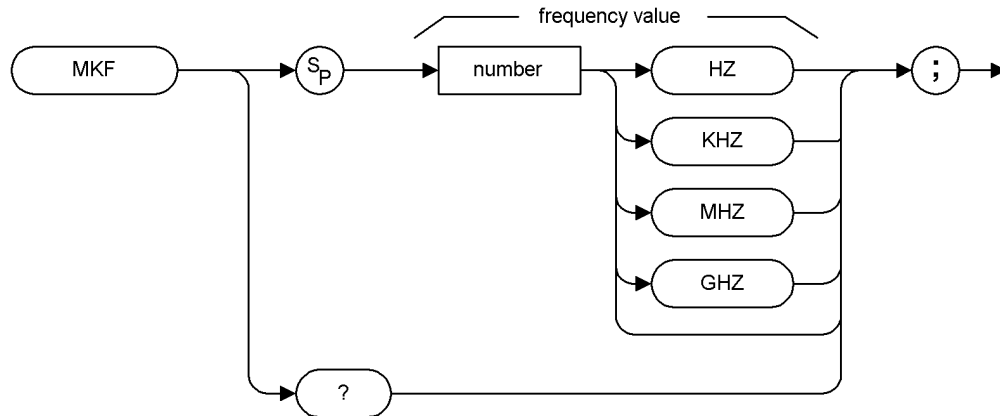 frequency value
MKF
SP
number
HZ
;
KHZ
MHZ
GHZ
?